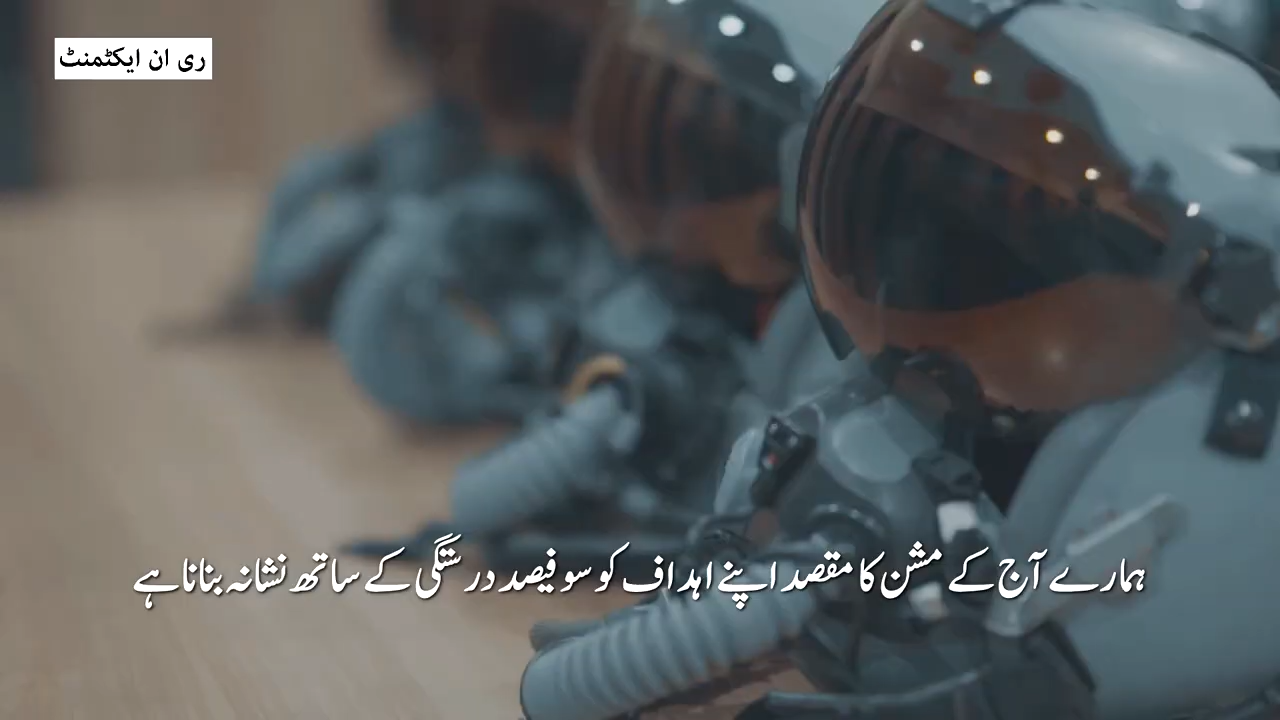 ری ان ایکٹمنٹ
ہمارے آج کے مشن کا مقصد اپنے اہداف کو سو فیصد درستگی کے ساتھ نشانہ بنانا ہے